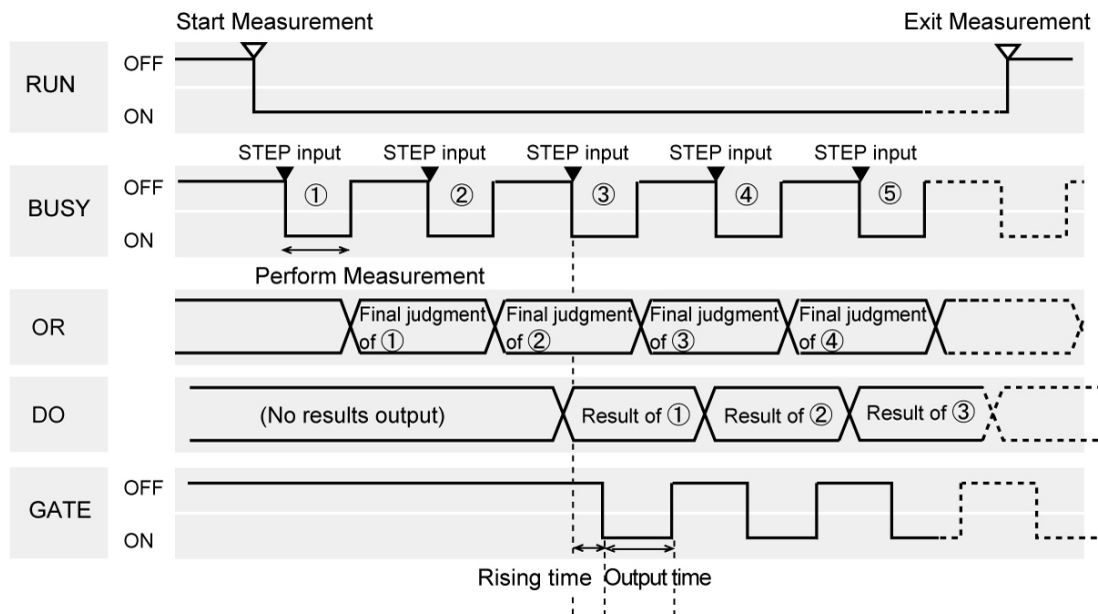 Start Measurement
Exit Measurement
RUN
OFF
ON
STEP input
STEP input
STEP input
STEP input
STEP input
BUSY
OFF
ON
①
②
③
④
⑤
Perform Measurement
OR
Final judgment
of ①
Final judgment
of ②
Final judgment
of ③
Final judgment
of ④
DO
(No results output)
Result of ①
Result of ②
Result of ③
GATE
OFF
ON
Rising time
Output time